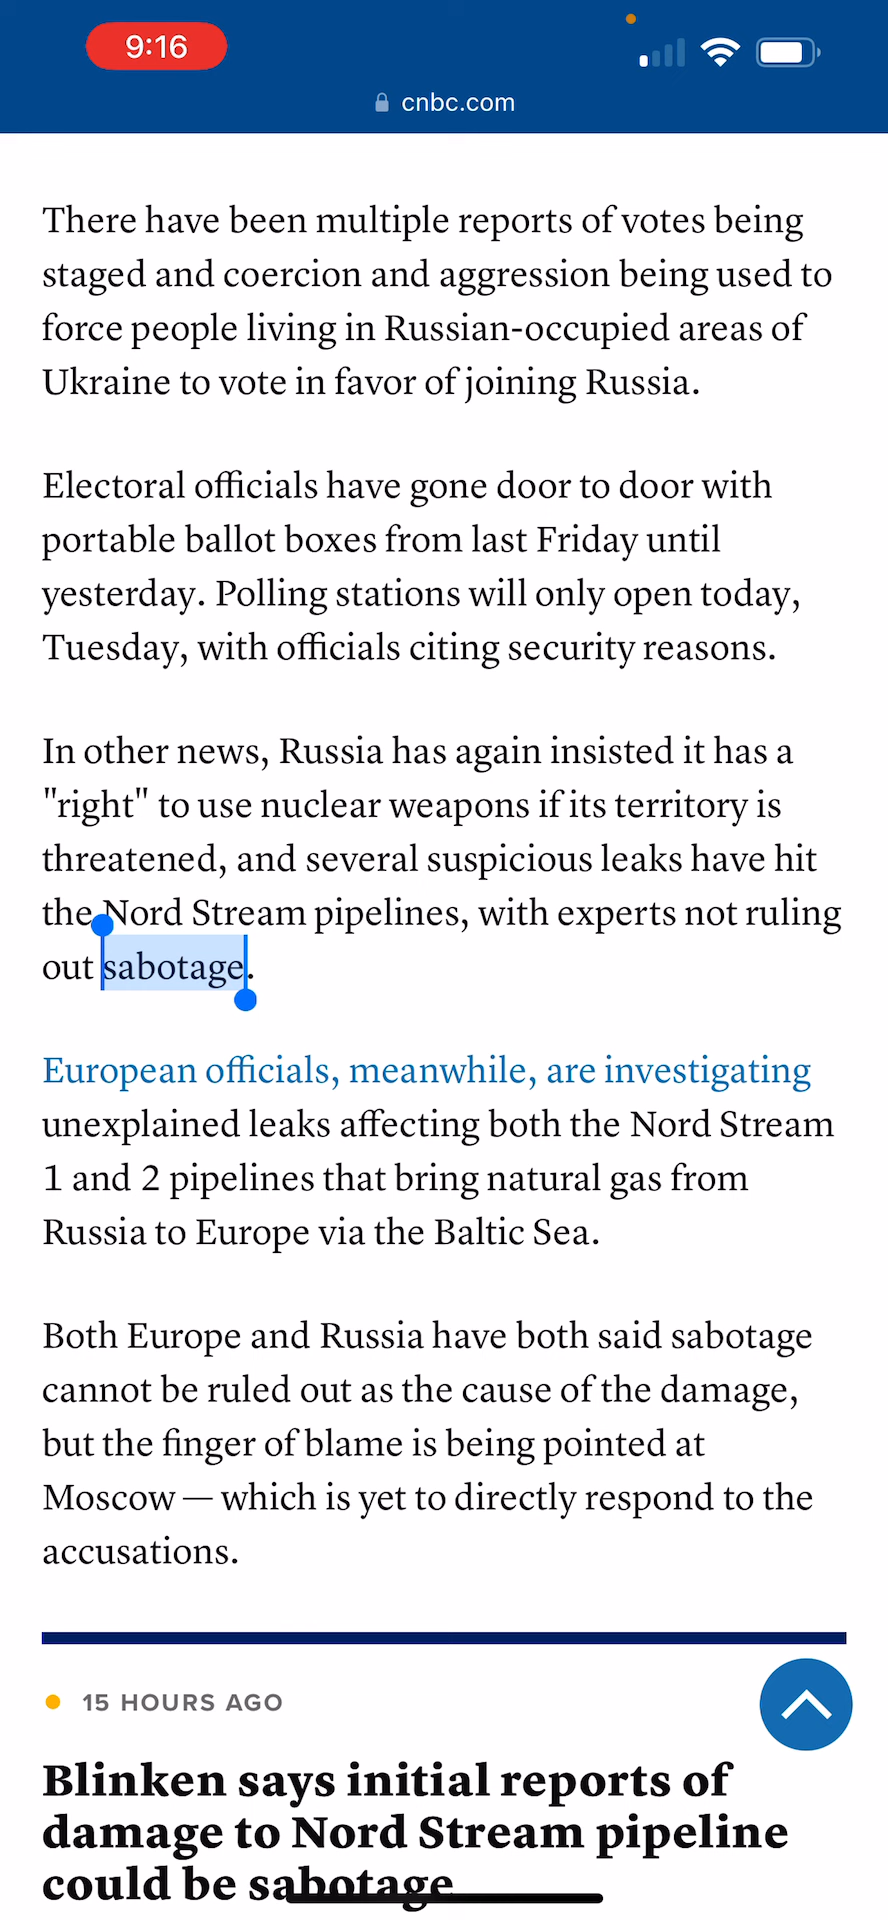 9:16
cnbc.com
There have been multiple reports of votes being
staged and coercion and aggression being used to
force people living in Russian-occupied areas of
Ukraine to vote in favor of joining Russia.
Electoral officials have gone door to door with
portable ballot boxes from last Friday until
yesterday. Polling stations will only open today,
Tuesday, with officials citing security reasons.
In other news, Russia has again insisted it has a
"right" to use nuclear weapons if its territory is
threatened, and several suspicious leaks have hit
the Nord Stream pipelines, with experts not ruling
out sabotage.
European officials, meanwhile, are investigating
unexplained leaks affecting both the Nord Stream
1 and 2 pipelines that bring natural gas from
Russia to Europe via the Baltic Sea.
Both Europe and Russia have both said sabotage
cannot be ruled out as the cause of the damage,
but the finger of blame is being pointed at
Moscow — which is yet to directly respond to the
accusations.
15 HOURS AGO
Blinken says initial reports of
damage to Nord Stream pipeline
could be sabotage